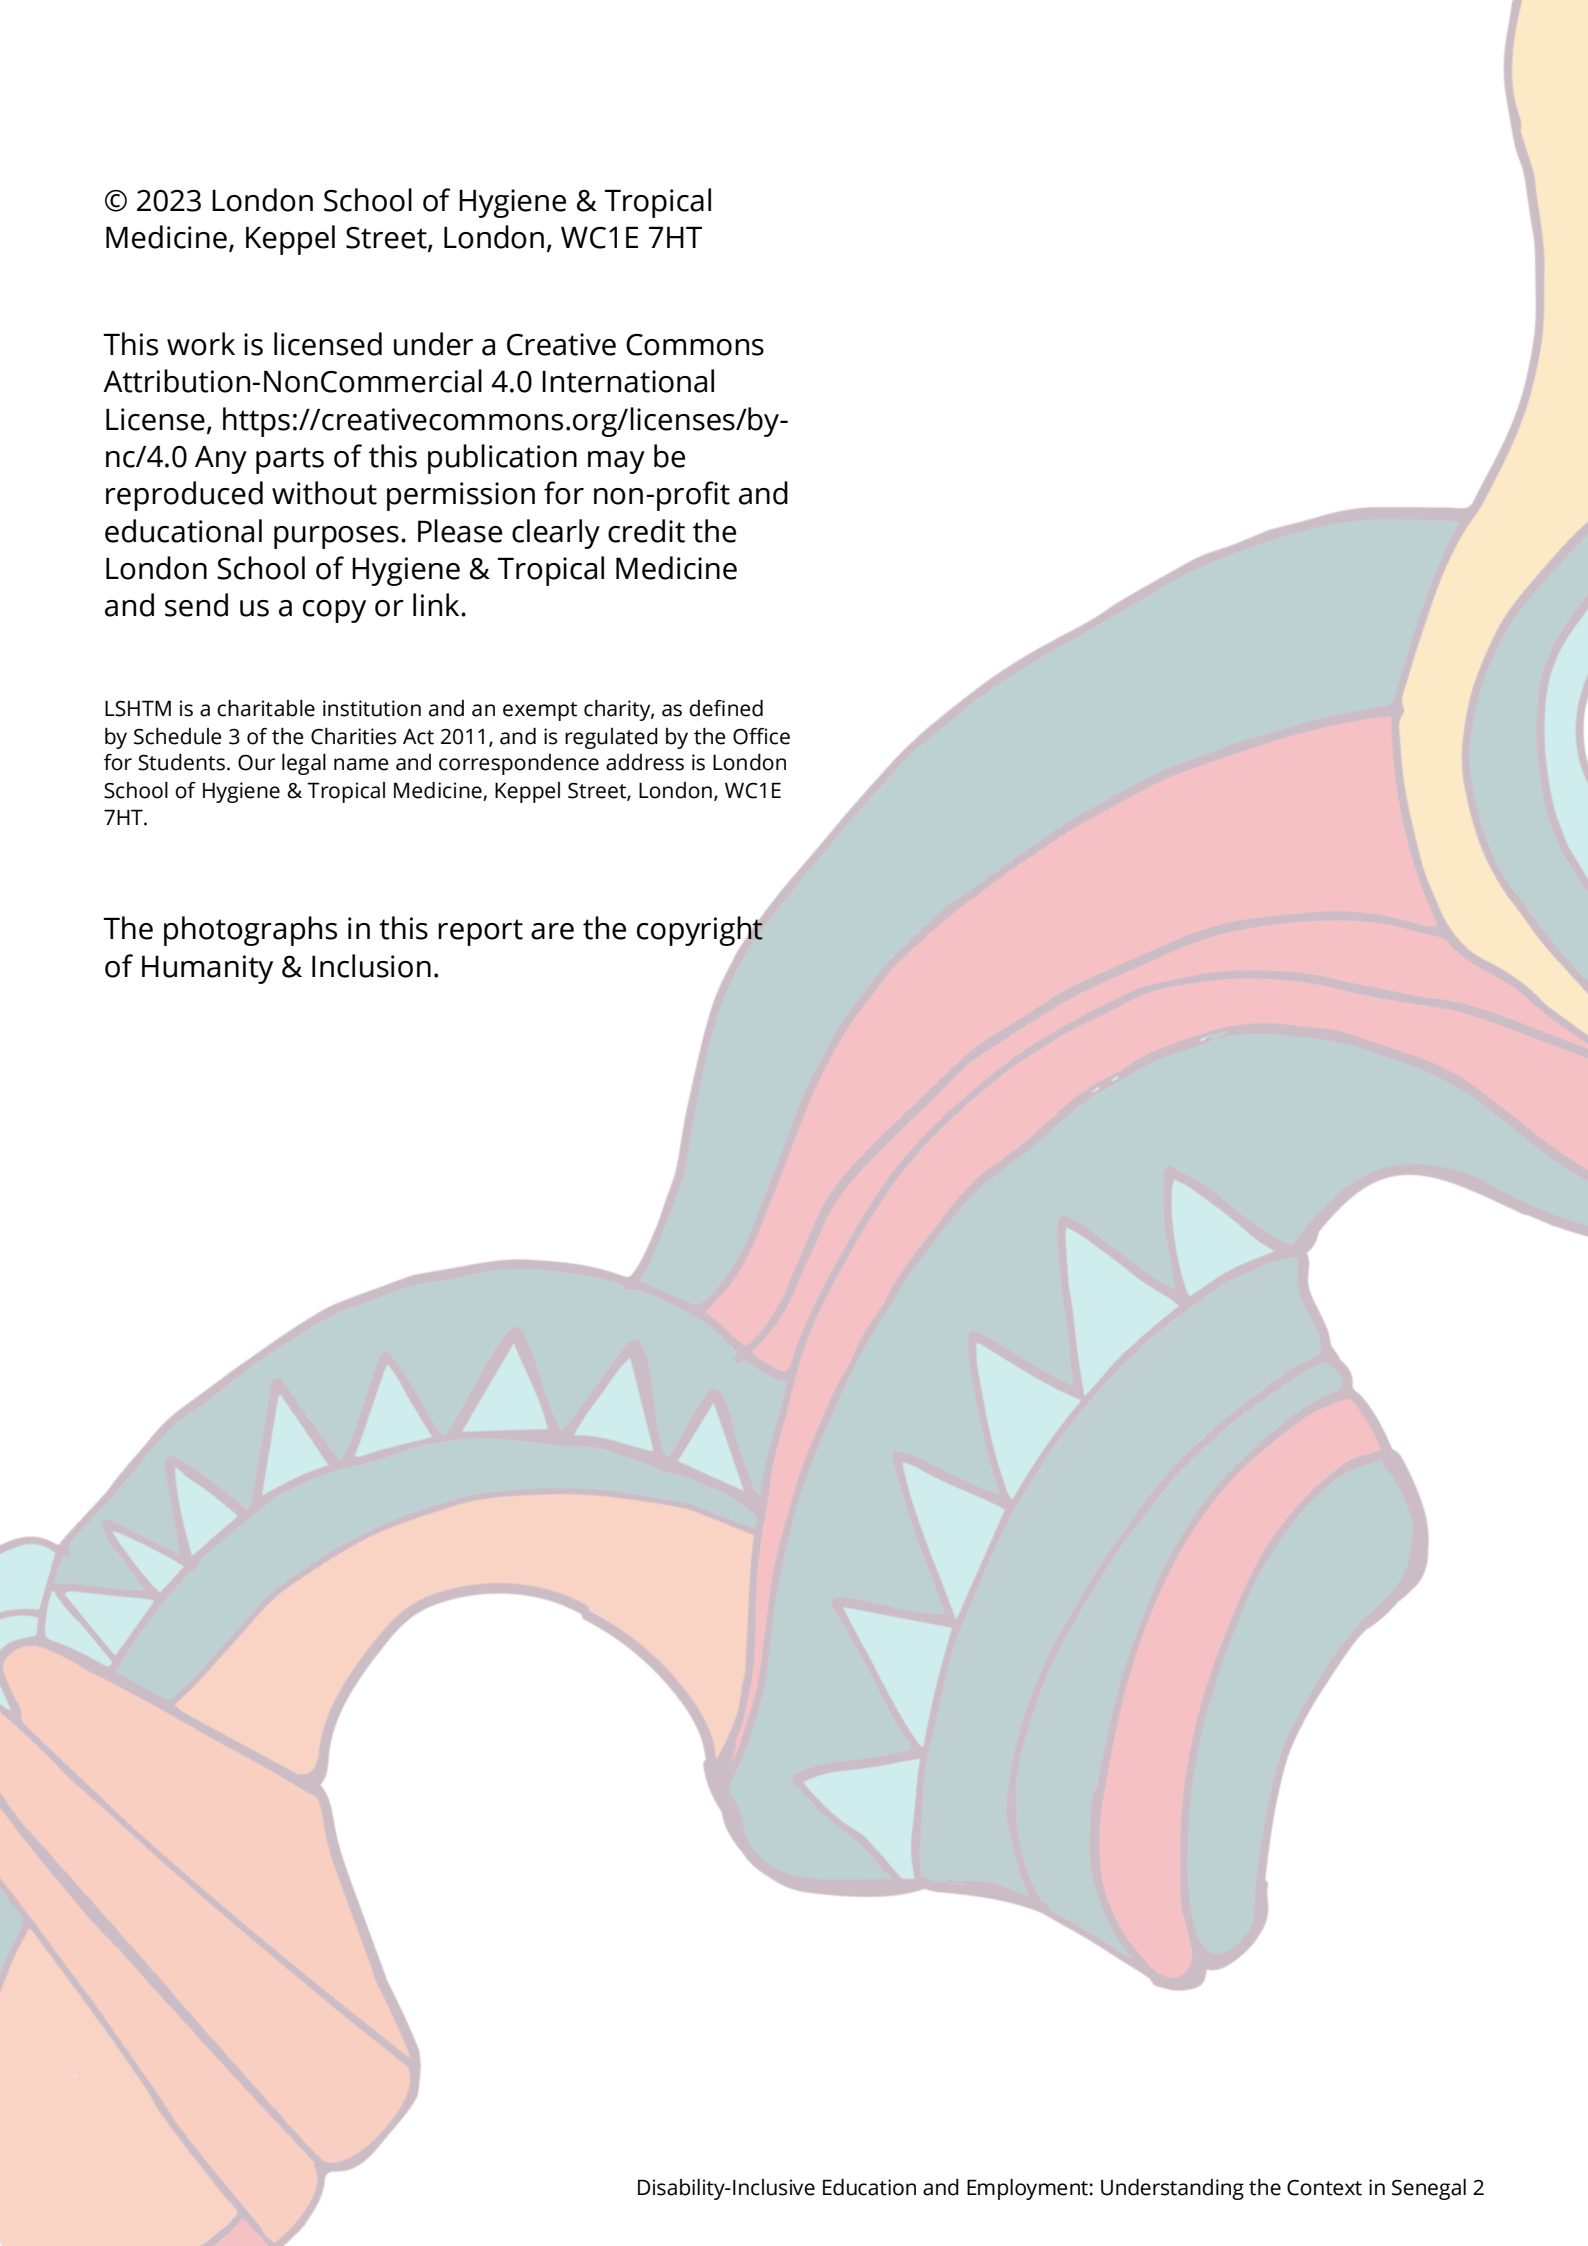 © 2023 London School of Hygiene & Tropical
Medicine, Keppel Street, London, WC1E 7HT
This work is licensed under a Creative Commons
Attribution-NonCommercial 4.0 International
License, https://creativecommons.org/licenses/by-
nc/4.0 Any parts of this publication may be
reproduced without permission for non-profit and
educational purposes. Please clearly credit the
London School of Hygiene & Tropical Medicine
and send us a copy or link.
LSHTM is a charitable institution and an exempt charity, as defined
by Schedule 3 of the Charities Act 2011, and is regulated by the Office
for Students. Our legal name and correspondence address is London
School of Hygiene & Tropical Medicine, Keppel Street, London, WC1E
7HT.
The photographs in this report are the copyright
of Humanity & Inclusion.
Disability-Inclusive Education and Employment: Understanding the Context in Senegal 2